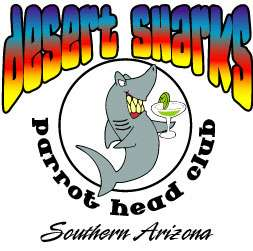 desert sharks
parrot head club
Southern Arizona